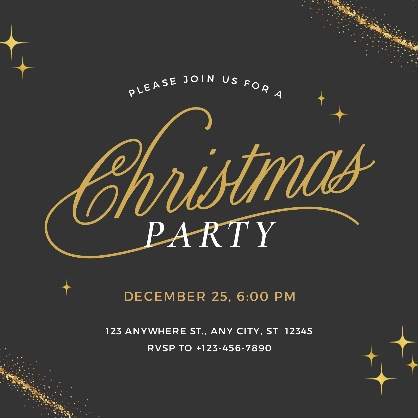 PLEASE JOIN US FOR A
Christmas
PARTY
DECEMBER 25, 6:00 PM
123 ANYWHERE ST., ANY CITY, ST 12345
RVSP TO +123-456-7890